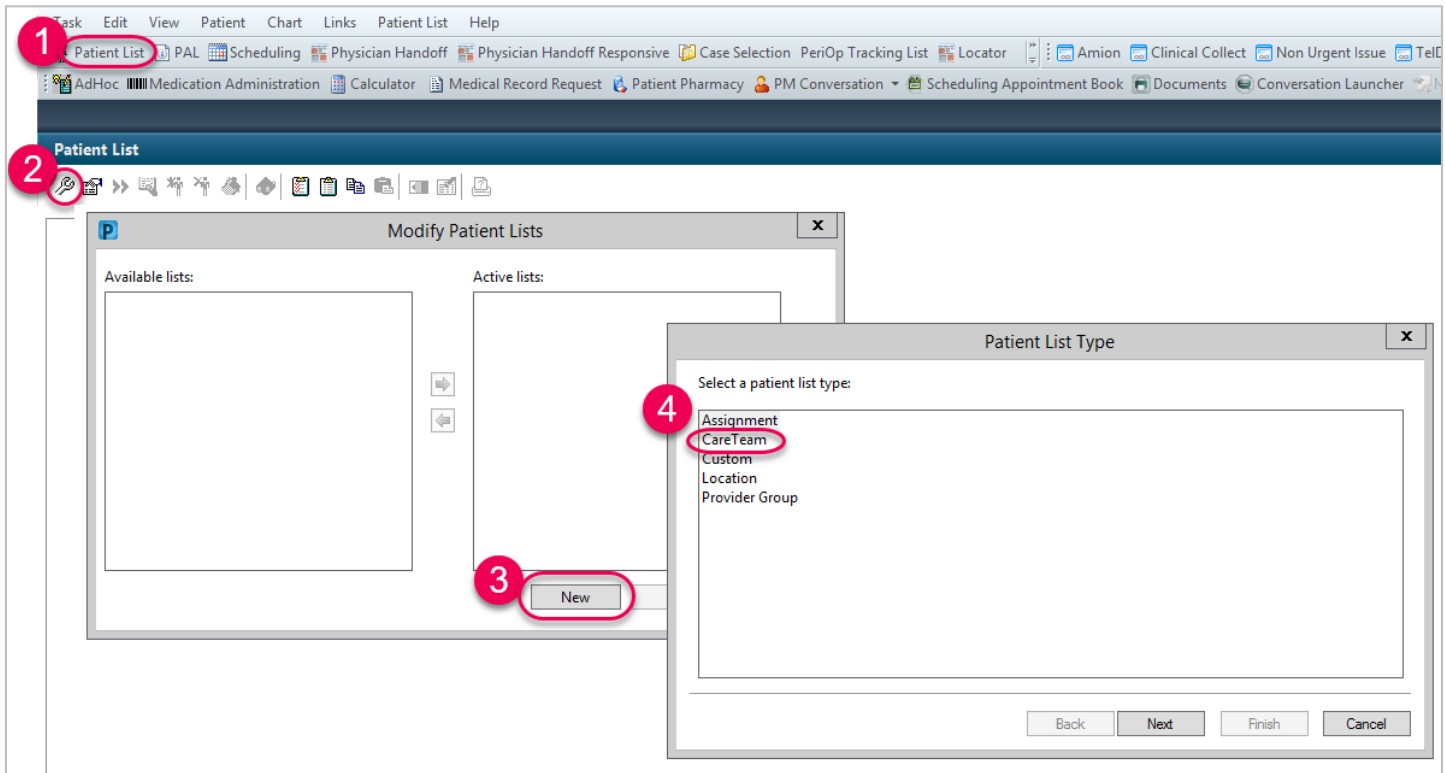 Task Edit View Patient Chart Links Patient List Help
1
Patient List PAL Scheduling Physician Handoff Physician Handoff Responsive Case Selection PeriOp Tracking List Locator Amion Clinical Collect Non Urgent Issue
AdHoc Medication Administration Calculator Medical Record Request Patient Pharmacy PM Conversation Scheduling Appointment Book Documents Conversation Launcher
Patient List
2
P Modify Patient Lists x
Available lists: Active lists:
Patient List Type x
Select a patient list type:
4
Assignment
CareTeam
Custom
Location
Provider Group
3
New
Back Next Finish Cancel